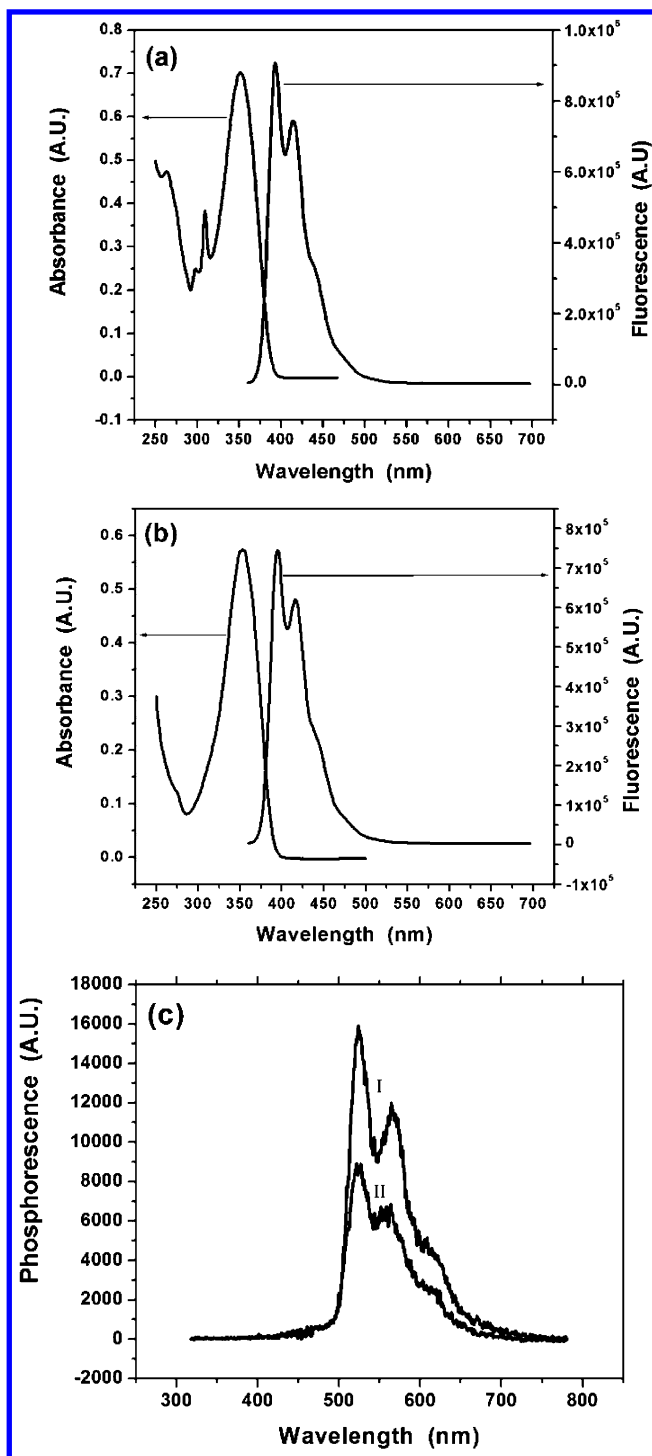 (a)
Absorbance (A.U.)
0.8
0.7
0.6
0.5
0.4
0.3
0.2
0.1
0.0
-0.1
1.0x10⁵
8.0x10⁵
6.0x10⁵
4.0x10⁵
2.0x10⁵
0.0
Fluorescence (A.U)
250 300 350 400 450 500 550 600 650 700
Wavelength (nm)
(b)
Absorbance (A.U.)
0.6
0.5
0.4
0.3
0.2
0.1
0.0
8x10⁵
7x10⁵
6x10⁵
5x10⁵
4x10⁵
3x10⁵
2x10⁵
1x10⁵
0
-1x10⁵
Fluorescence (A.U.)
250 300 350 400 450 500 550 600 650 700
Wavelength (nm)
(c)
Phosphorescence (A.U.)
18000
16000
14000
12000
10000
8000
6000
4000
2000
0
-2000
I
II
300 400 500 600 700 800
Wavelength (nm)